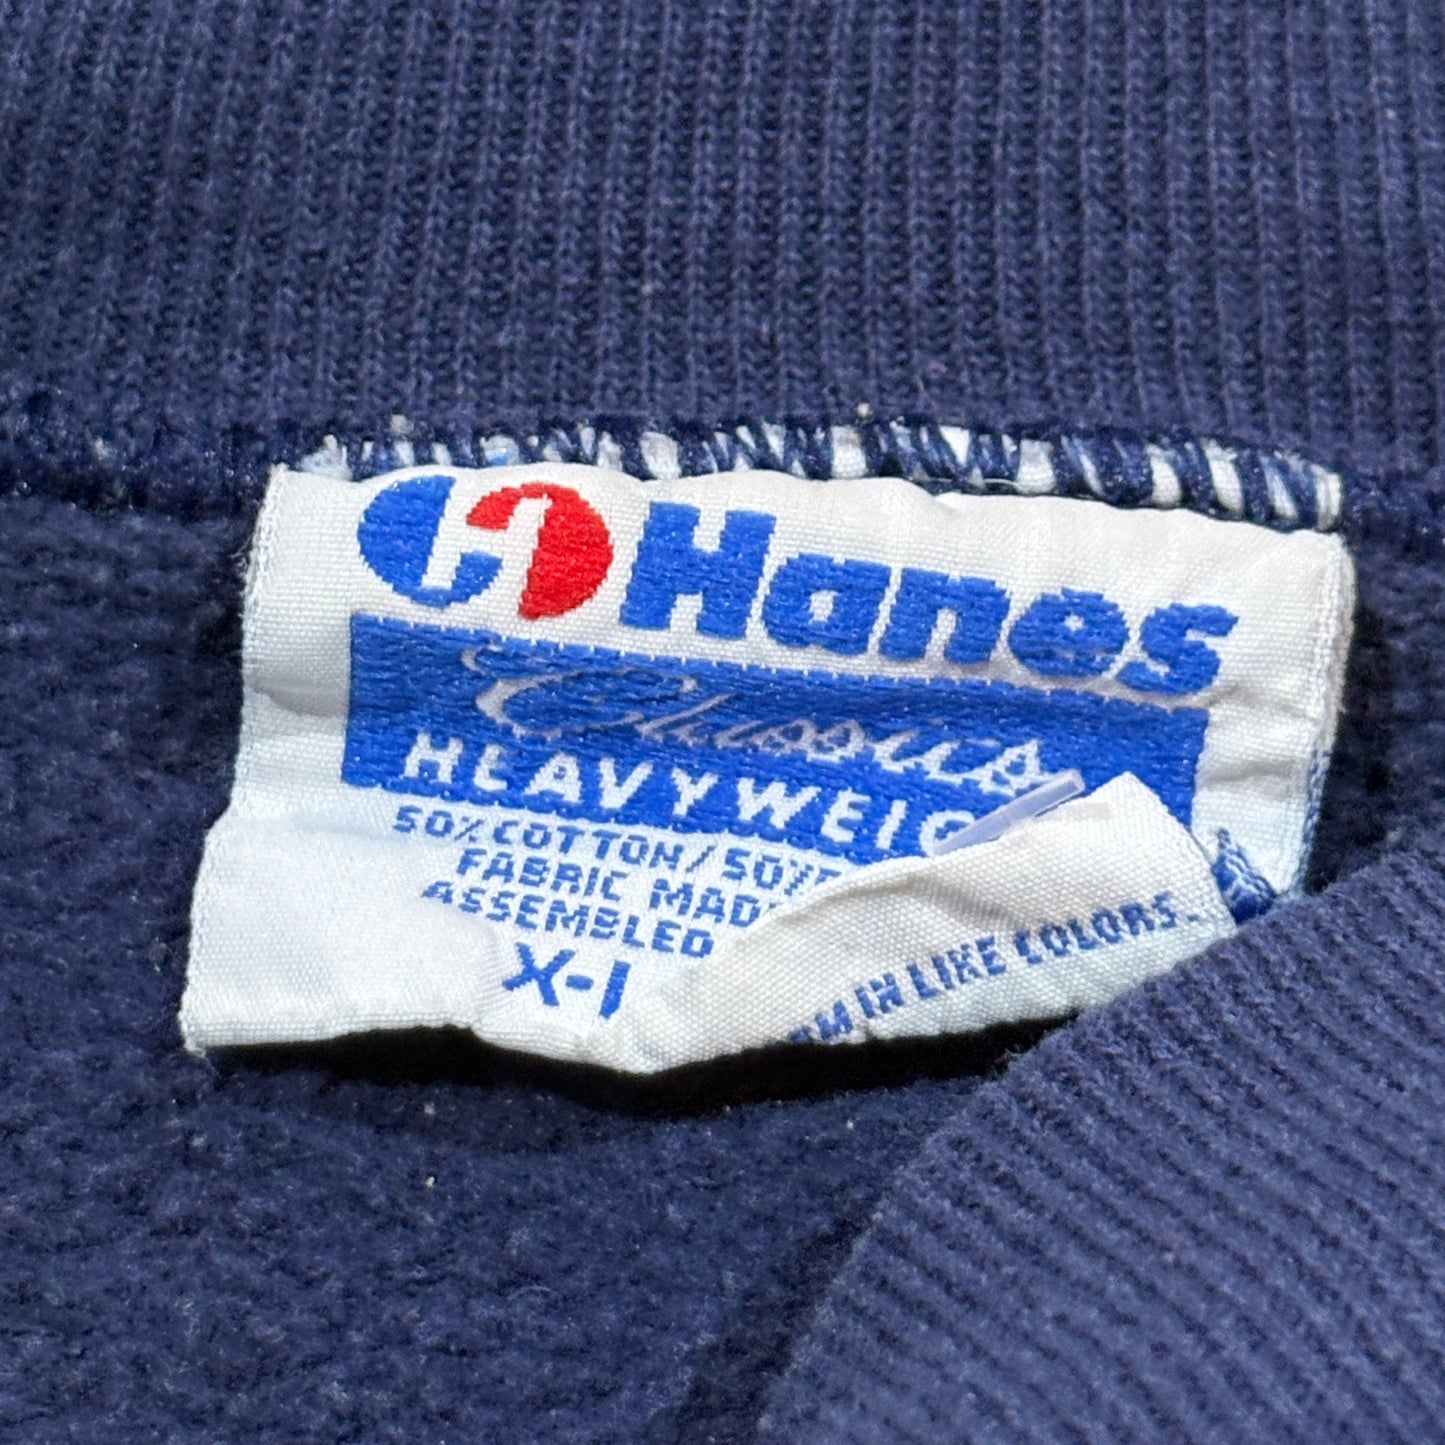 Hanes
Classics
HEAVYWEIG
50% COTTON/50%
FABRIC MAD
ASSEMBLED
X-
IN LIKE COLORS.